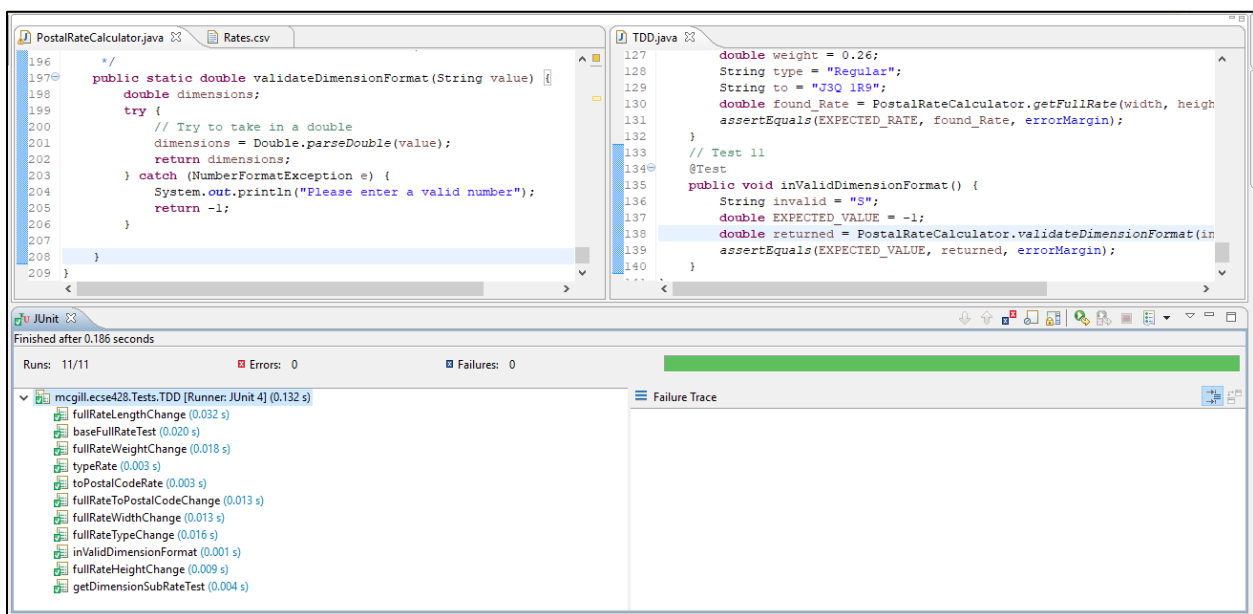 PostalRateCalculator.java
Rates.csv
196 */
197 public static double validateDimensionFormat(String value) {
198 double dimensions;
199 try {
200 // Try to take in a double
201 dimensions = Double.parseDouble(value);
202 return dimensions;
203 } catch (NumberFormatException e) {
204 System.out.println("Please enter a valid number");
205 return -1;
206 }
207
208 }
209 }
TDD.java
127 double weight = 0.26;
128 String type = "Regular";
129 String to = "J3Q 1R9";
130 double found_Rate = PostalRateCalculator.getFullRate(width, heigh
131 assertEquals(EXPECTED_RATE, found_Rate, errorMargin);
132 }
133 // Test 11
134 @Test
135 public void inValidDimensionFormat() {
136 String invalid = "S";
137 double EXPECTED_VALUE = -1;
138 double returned = PostalRateCalculator.validateDimensionFormat(in
139 assertEquals(EXPECTED_VALUE, returned, errorMargin);
140 }
JUnit
Finished after 0.186 seconds
Runs: 11/11 Errors: 0 Failures: 0
mcgill.ecse428.Tests.TDD [Runner: JUnit 4] (0.132 s)
fullRateLengthChange (0.032 s)
baseFullRateTest (0.020 s)
fullRateWeightChange (0.018 s)
typeRate (0.003 s)
toPostalCodeRate (0.003 s)
fullRateToPostalCodeChange (0.013 s)
fullRateWidthChange (0.013 s)
fullRateTypeChange (0.016 s)
inValidDimensionFormat (0.001 s)
fullRateHeightChange (0.009 s)
getDimensionSubRateTest (0.004 s)
Failure Trace